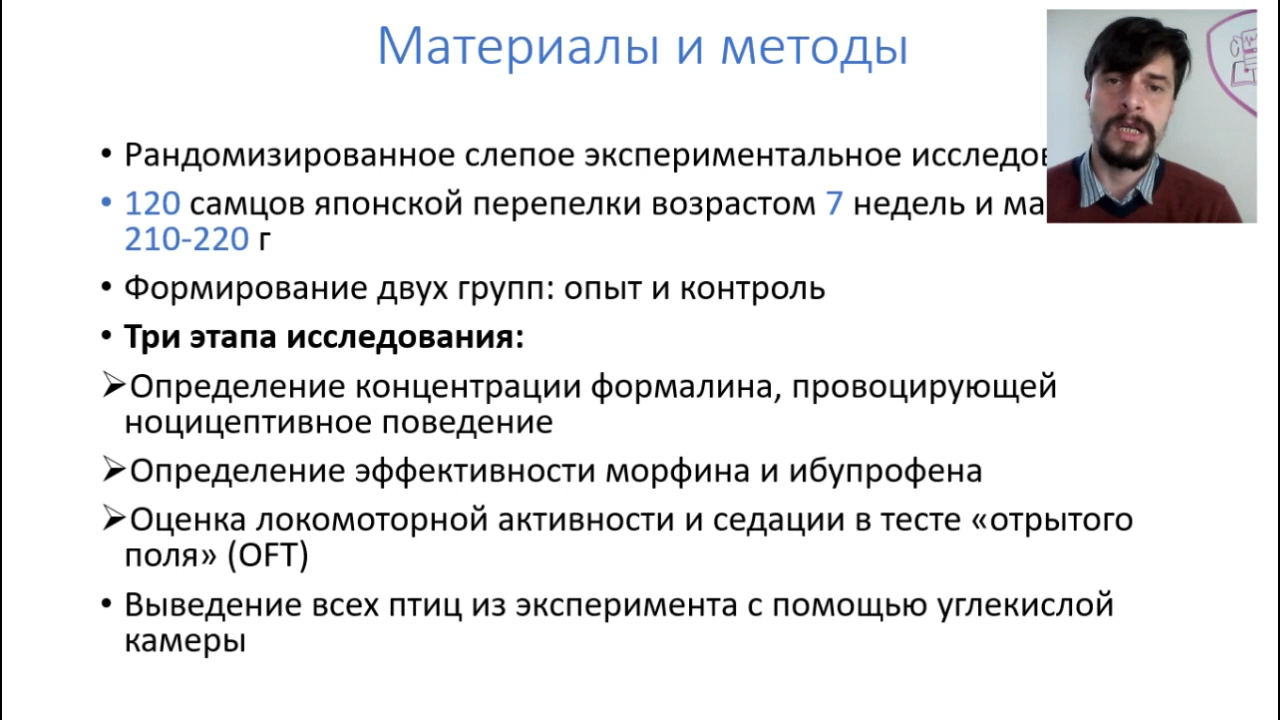 Материалы и методы
• Рандомизированное слепое экспериментальное
• 120 самцов японской перепелки возрастом 7 недель и
210-220 г
• Формирование двух групп: опыт и контроль
• Три этапа исследования:
➢Определение концентрации формалина, провоцирующей
ноцицептивное поведение
➢Определение эффективности морфина и ибупрофена
➢Оценка локомоторной активности и седации в тесте «отрытого
поля» (OFT)
• Выведение всех птиц из эксперимента с помощью углекислой
камеры